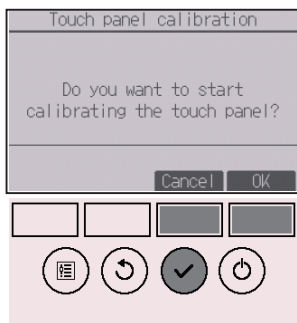 Touch panel calibration
Do you want to start
calibrating the touch panel?
Cancel OK